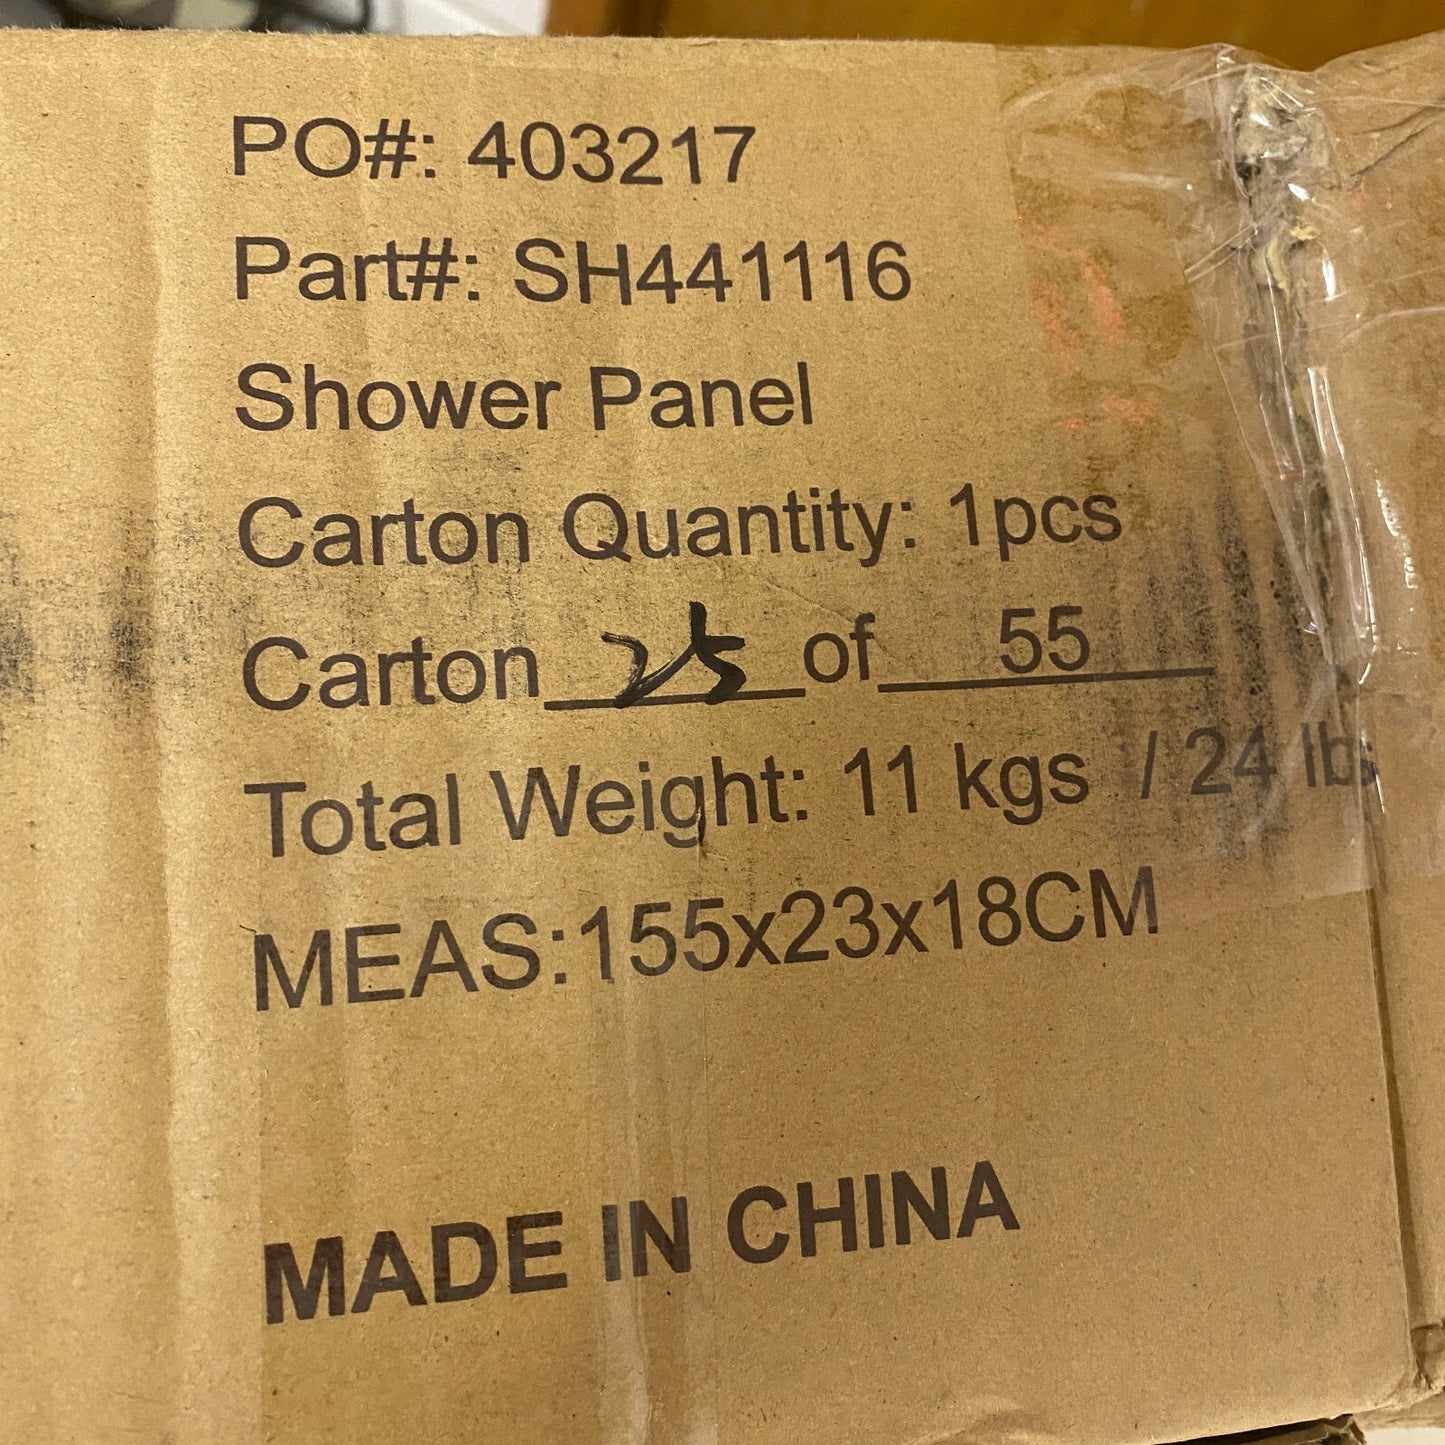 PO#: 403217
Part#: SH441116
Shower Panel
Carton Quantity: 1pcs
Carton 25 of 55
Total Weight: 11 kgs / 24 lbs
MEAS:155x23x18CM
MADE IN CHINA